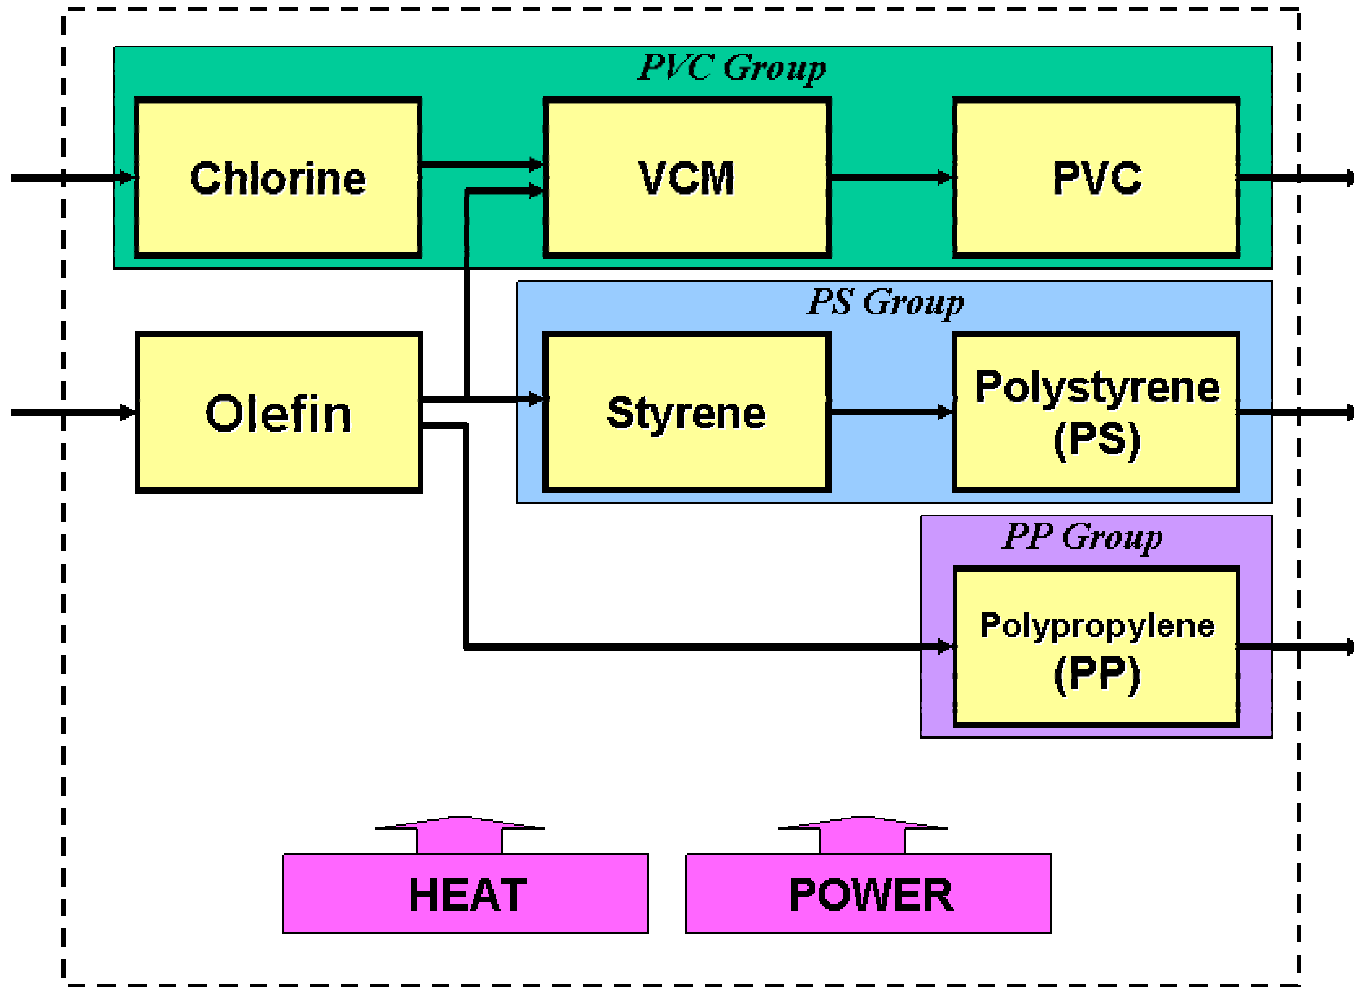 PVC Group
Chlorine
VCM
PVC
PS Group
Olefin
Styrene
Polystyrene
(PS)
PP Group
Polypropylene
(PP)
HEAT
POWER